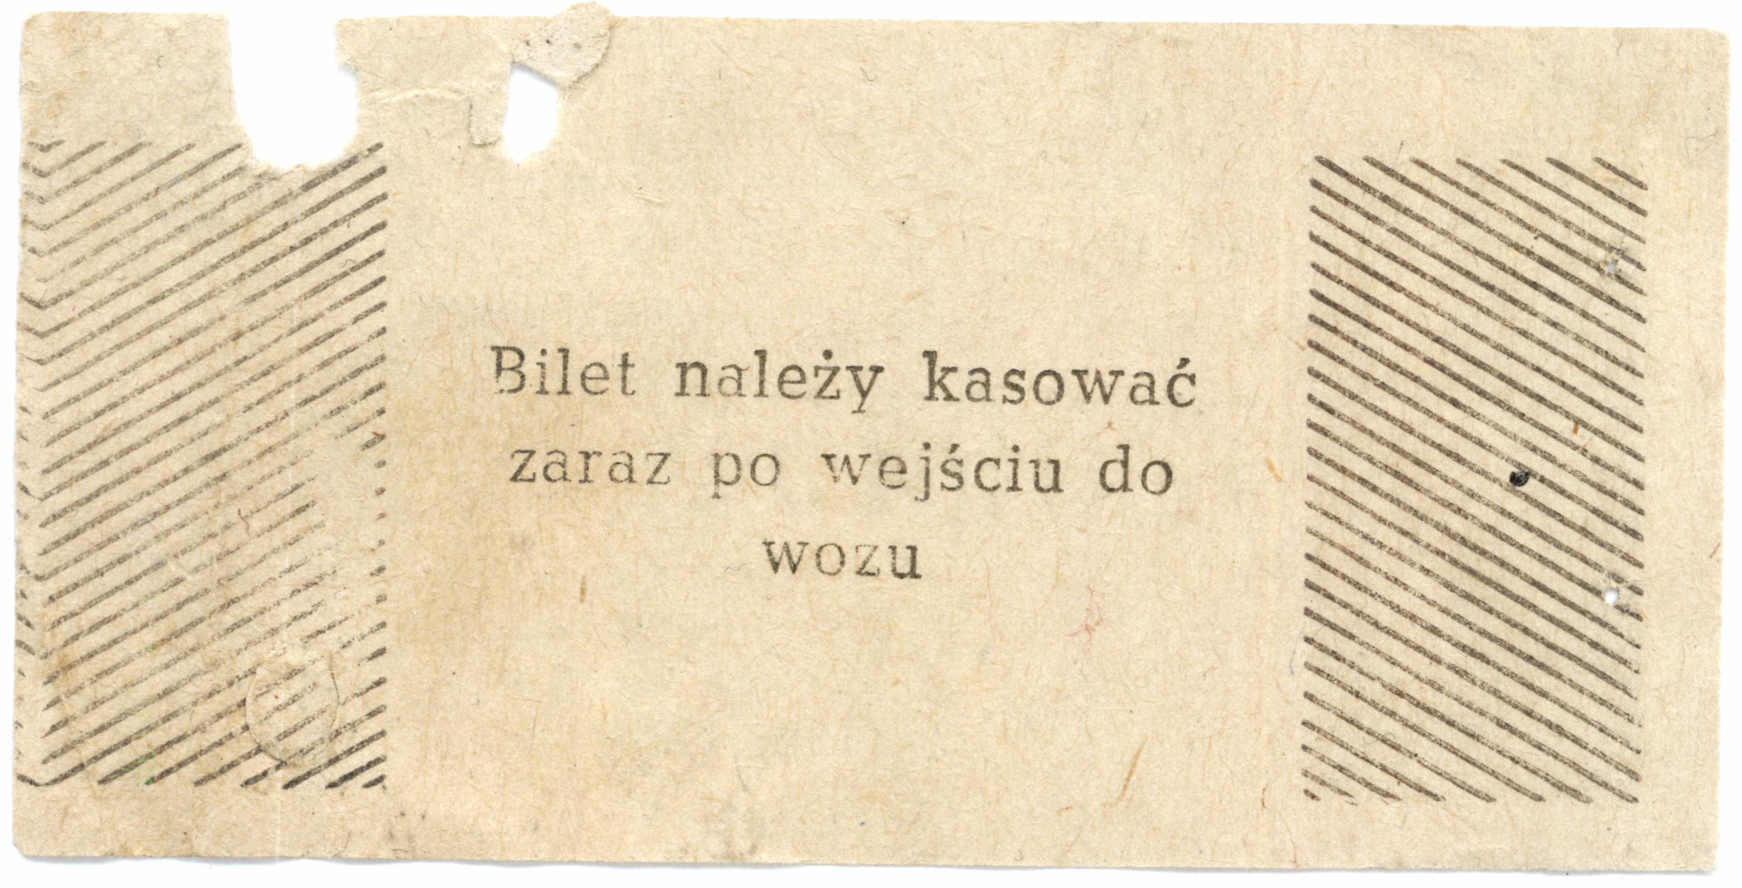 Bilet należy kasować
zaraz po wejściu do
wozu